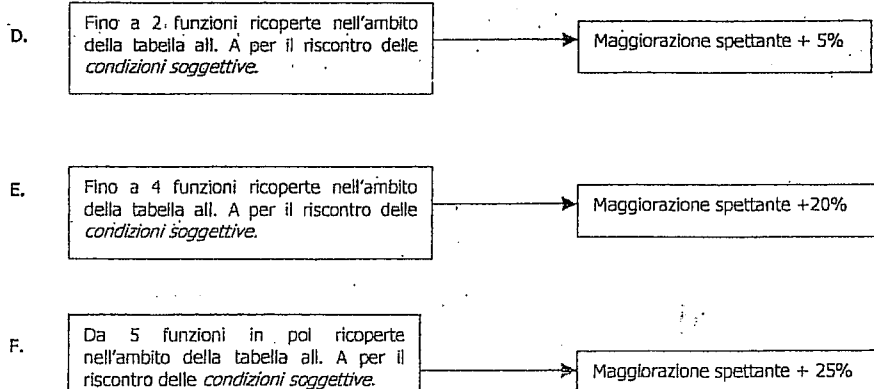 D.
Fino a 2 funzioni ricoperte nell'ambito
della tabella all. A per il riscontro delle
condizioni soggettive.
Maggiorazione spettante + 5%
E.
Fino a 4 funzioni ricoperte nell'ambito
della tabella all. A per il riscontro delle
condizioni soggettive.
Maggiorazione spettante +20%
F.
Da 5 funzioni in poi ricoperte
nell'ambito della tabella all. A per il
riscontro delle condizioni soggettive.
Maggiorazione spettante + 25%